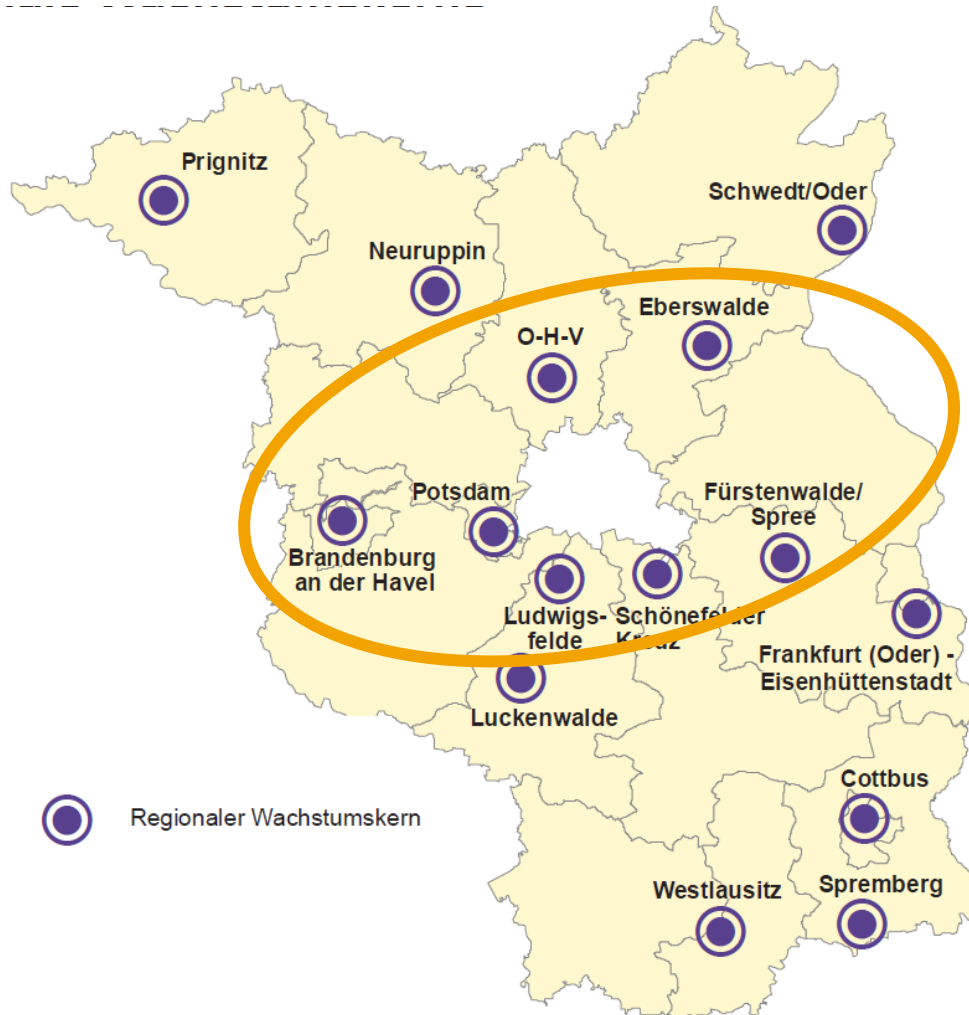 Prignitz
Schwedt/Oder
Neuruppin
Eberswalde
O-H-V
Potsdam
Fürstenwalde/
Spree
Brandenburg
an der Havel
Ludwigs-
felde
Schönefelder
Kreuz
Frankfurt (Oder) -
Eisenhüttenstadt
Luckenwalde
Cottbus
Regionaler Wachstumskern
Westlausitz
Spremberg